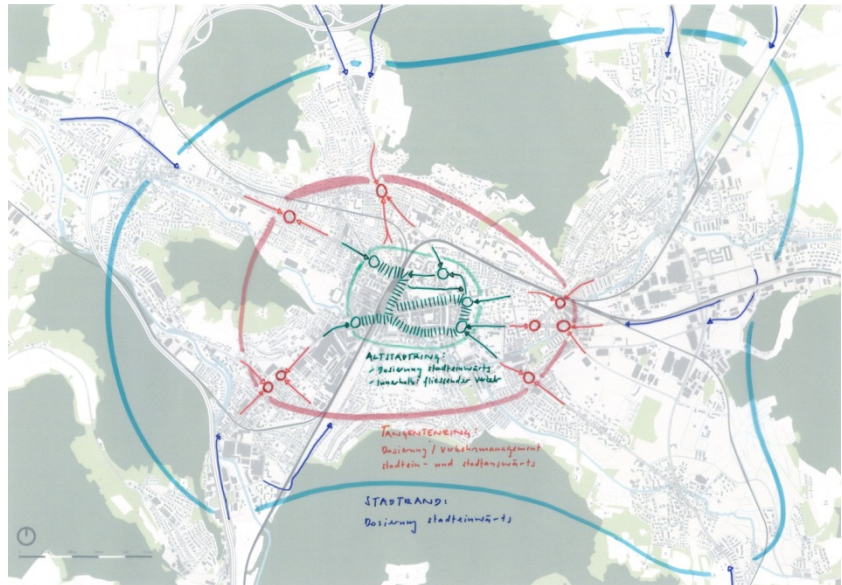 ALTSTADTRING:
- Dosierung stadteinwärts
- innerhalb: fliessender Verkehr
TANGENTENRING:
Dosierung / Verkehrsmanagement
stadtein- und stadtauswärts
STADTRAND:
Dosierung stadteinwärts